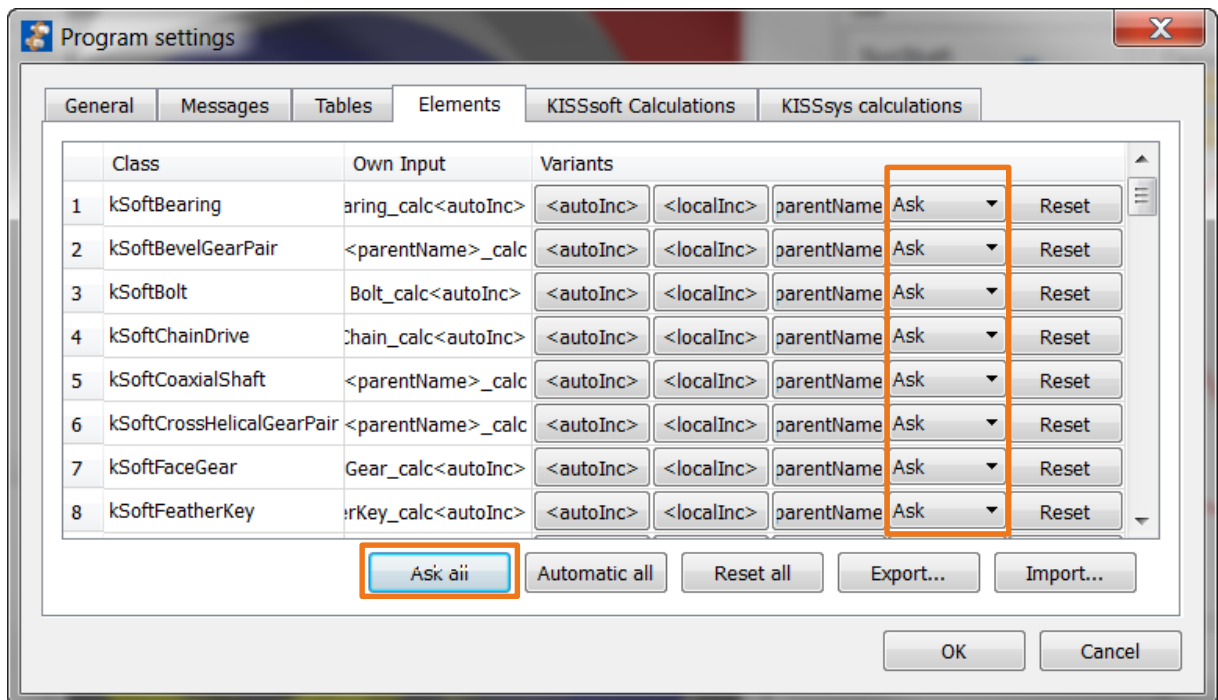 Program settings
General Messages Tables Elements KISSsoft Calculations KISSsys calculations
Class Own Input Variants
1 kSoftBearing aring_calc<autoInc> <autoInc> <localInc> parentName Ask Reset
2 kSoftBevelGearPair <parentName>_calc <autoInc> <localInc> parentName Ask Reset
3 kSoftBolt Bolt_calc<autoInc> <autoInc> <localInc> parentName Ask Reset
4 kSoftChainDrive Chain_calc<autoInc> <autoInc> <localInc> parentName Ask Reset
5 kSoftCoaxialShaft <parentName>_calc <autoInc> <localInc> parentName Ask Reset
6 kSoftCrossHelicalGearPair <parentName>_calc <autoInc> <localInc> parentName Ask Reset
7 kSoftFaceGear Gear_calc<autoInc> <autoInc> <localInc> parentName Ask Reset
8 kSoftFeatherKey erKey_calc<autoInc> <autoInc> <localInc> parentName Ask Reset
Ask all Automatic all Reset all Export... Import...
OK Cancel